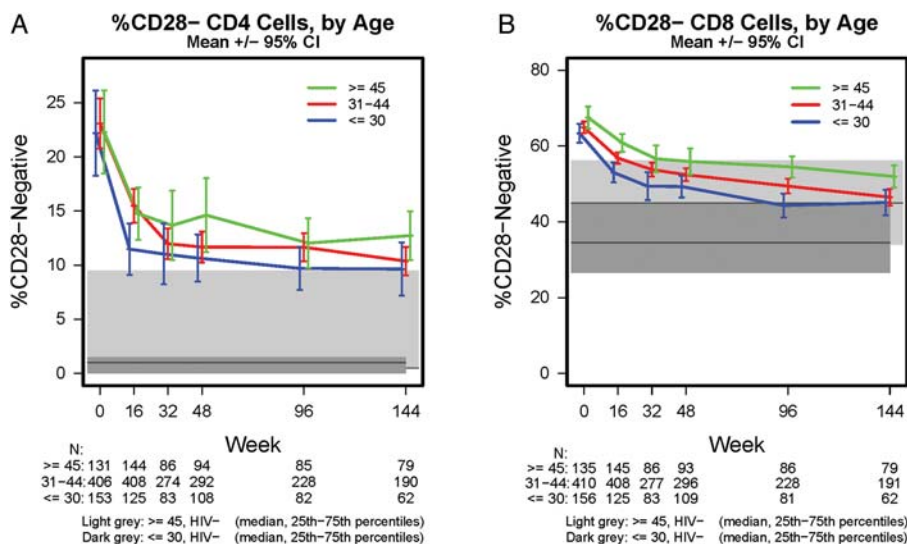 A
%CD28− CD4 Cells, by Age
Mean +/− 95% CI
%CD28−Negative
25
20
15
10
5
0
>= 45
31−44
<= 30
0 16 32 48 96 144
Week
N:
>= 45: 131 144 86 94 85 79
31−44: 406 408 274 292 228 190
<= 30: 153 125 83 108 82 62
Light grey: >= 45, HIV− (median, 25th−75th percentiles)
Dark grey: <= 30, HIV− (median, 25th−75th percentiles)
B
%CD28− CD8 Cells, by Age
Mean +/− 95% CI
%CD28−Negative
80
60
40
20
0
>= 45
31−44
<= 30
0 16 32 48 96 144
Week
N:
>= 45: 135 145 86 93 86 79
31−44: 410 408 277 296 228 191
<= 30: 156 125 83 109 81 62
Light grey: >= 45, HIV− (median, 25th−75th percentiles)
Dark grey: <= 30, HIV− (median, 25th−75th percentiles)